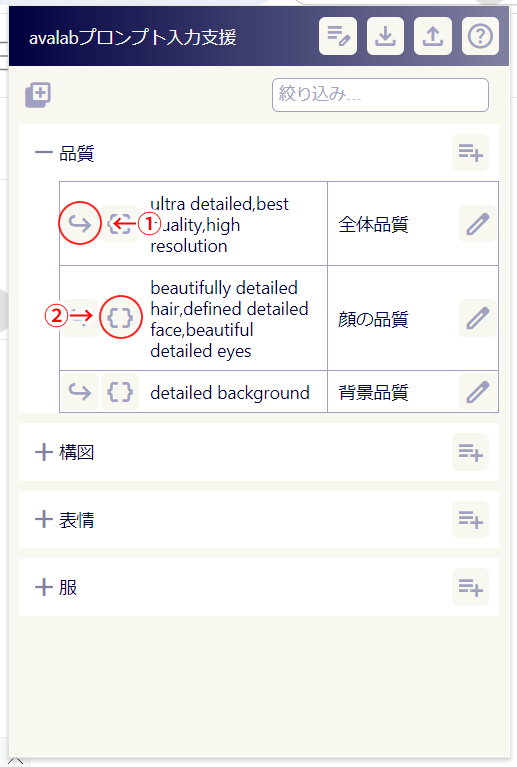 avalabプロンプト入力支援
絞り込み...
品質
ultra detailed,best
quality,high
resolution
全体品質
①
beautifully detailed
hair,defined detailed
face,beautiful
detailed eyes
顔の品質
②
detailed background
背景品質
構図
表情
服